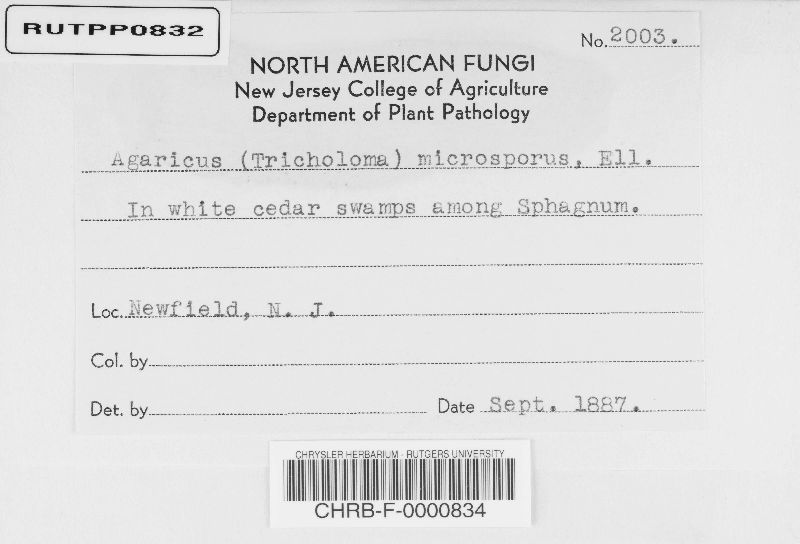 RUTPP0832
No. 2003.
NORTH AMERICAN FUNGI
New Jersey College of Agriculture
Department of Plant Pathology
Agaricus (Tricholoma) microsporus, Ell.
In white cedar swamps among Sphagnum.
Loc. Newfield, N. J.
Col. by
Det. by Date Sept. 1887.
CHRYSLER HERBARIUM - RUTGERS UNIVERSITY
CHRB-F-0000834